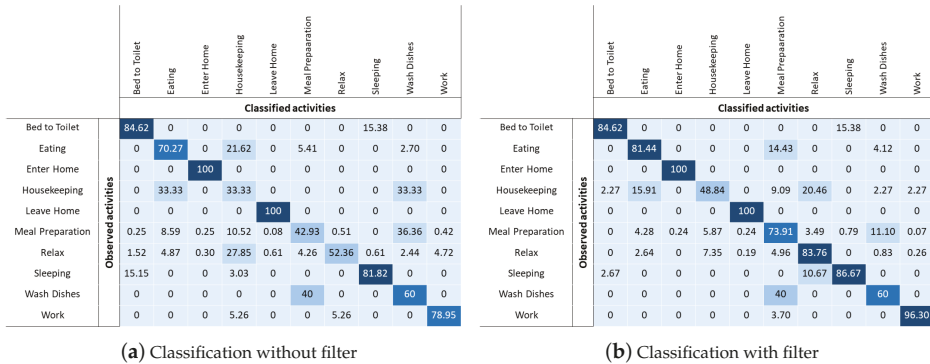 Bed to Toilet Eating Enter Home Housekeeping Leave Home Meal Prepaaration Relax Sleeping Wash Dishes Work
Classified activities
Observed activities
Bed to Toilet 84.62 0 0 0 0 0 0 15.38 0 0
Eating 0 70.27 0 21.62 0 5.41 0 0 2.70 0
Enter Home 0 0 100 0 0 0 0 0 0 0
Housekeeping 0 33.33 0 33.33 0 0 0 0 33.33 0
Leave Home 0 0 0 0 100 0 0 0 0 0
Meal Preparation 0.25 8.59 0.25 10.52 0.08 42.93 0.51 0 36.36 0.42
Relax 1.52 4.87 0.30 27.85 0.61 4.26 52.36 0.61 2.44 4.72
Sleeping 15.15 0 0 3.03 0 0 0 81.82 0 0
Wash Dishes 0 0 0 0 0 40 0 0 60 0
Work 0 0 0 5.26 0 0 5.26 0 0 78.95
(a) Classification without filter
Bed to Toilet Eating Enter Home Housekeeping Leave Home Meal Prepaaration Relax Sleeping Wash Dishes Work
Classified activities
Observed activities
Bed to Toilet 84.62 0 0 0 0 0 0 15.38 0 0
Eating 0 81.44 0 0 0 14.43 0 0 4.12 0
Enter Home 0 0 100 0 0 0 0 0 0 0
Housekeeping 2.27 15.91 0 48.84 0 9.09 20.46 0 2.27 2.27
Leave Home 0 0 0 0 100 0 0 0 0 0
Meal Preparation 0 4.28 0.24 5.87 0.24 73.91 3.49 0.79 11.10 0.07
Relax 0 2.64 0 7.35 0.19 4.96 83.76 0 0.83 0.26
Sleeping 2.67 0 0 0 0 0 10.67 86.67 0 0
Wash Dishes 0 0 0 0 0 40 0 0 60 0
Work 0 0 0 0 0 3.70 0 0 0 96.30
(b) Classification with filter